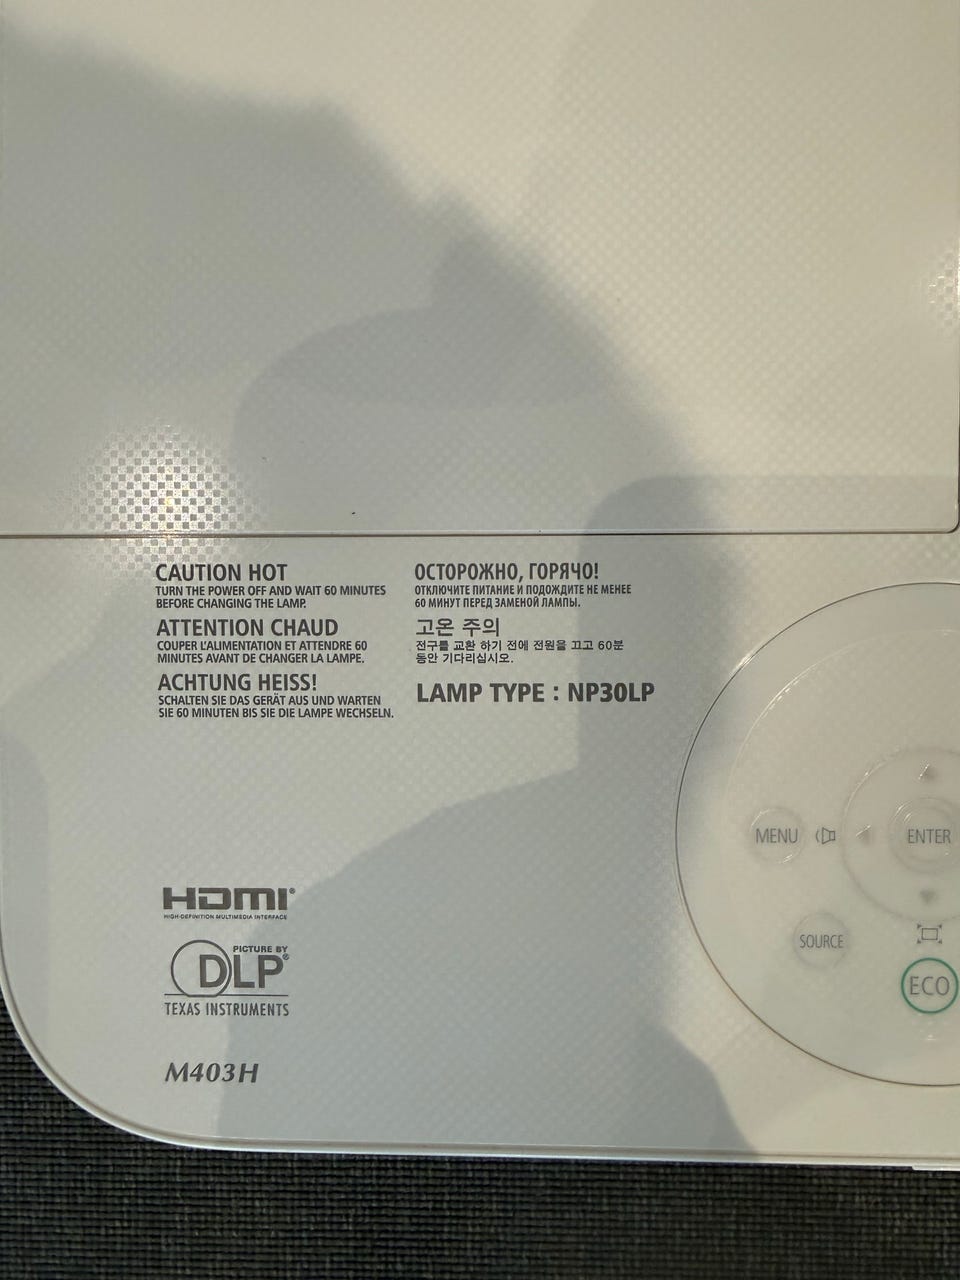 CAUTION HOT
TURN THE POWER OFF AND WAIT 60 MINUTES
BEFORE CHANGING THE LAMP.
ATTENTION CHAUD
COUPER L'ALIMENTATION ET ATTENDRE 60
MINUTES AVANT DE CHANGER LA LAMPE.
ACHTUNG HEISS!
SCHALTEN SIE DAS GERÄT AUS UND WARTEN
SIE 60 MINUTEN BIS SIE DIE LAMPE WECHSELN.
ОСТОРОЖНО, ГОРЯЧО!
ОТКЛЮЧИТЕ ПИТАНИЕ И ПОДОЖДИТЕ НЕ МЕНЕЕ
60 МИНУТ ПЕРЕД ЗАМЕНОЙ ЛАМПЫ.
고온 주의
전구를 교환 하기 전에 전원을 끄고 60분
동안 기다리십시오.
LAMP TYPE : NP30LP
MENU
ENTER
SOURCE
ECO
HDMI®
HIGH-DEFINITION MULTIMEDIA INTERFACE
PICTURE BY
DLP®
TEXAS INSTRUMENTS
M403H